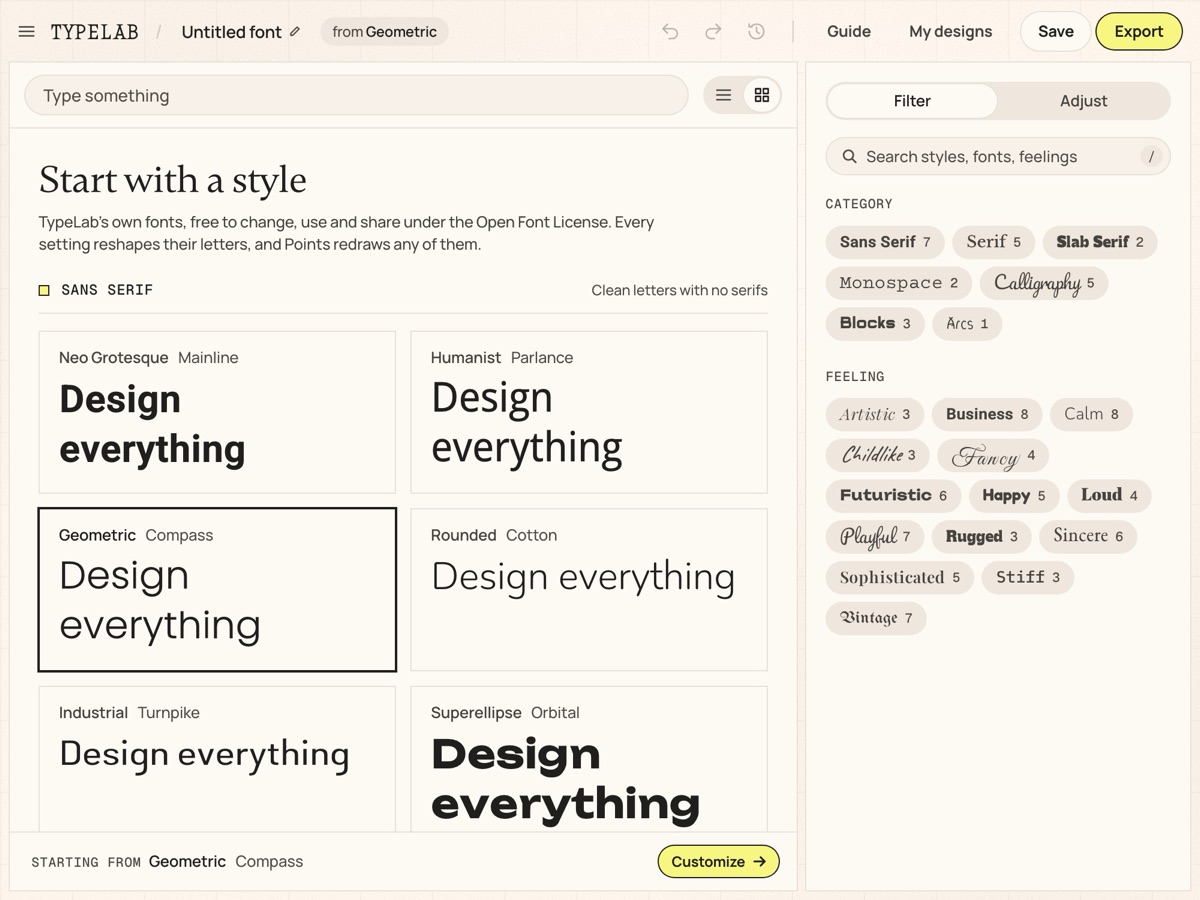 TYPELAB / Untitled font from Geometric Guide My designs Save Export
Type something
Start with a style
TypeLab's own fonts, free to change, use and share under the Open Font License. Every
setting reshapes their letters, and Points redraws any of them.
SANS SERIF Clean letters with no serifs
Neo Grotesque Mainline
Design
everything
Humanist Parlance
Design
everything
Geometric Compass
Design
everything
Rounded Cotton
Design everything
Industrial Turnpike
Design everything
Superellipse Orbital
Design
everything
STARTING FROM Geometric Compass Customize →
Filter Adjust
Search styles, fonts, feelings /
CATEGORY
Sans Serif 7 Serif 5 Slab Serif 2
Monospace 2 Calligraphy 5
Blocks 3 Arcs 1
FEELING
Artistic 3 Business 8 Calm 8
Childlike 3 Fancy 4
Futuristic 6 Happy 5 Loud 4
Playful 7 Rugged 3 Sincere 6
Sophisticated 5 Stiff 3
Vintage 7